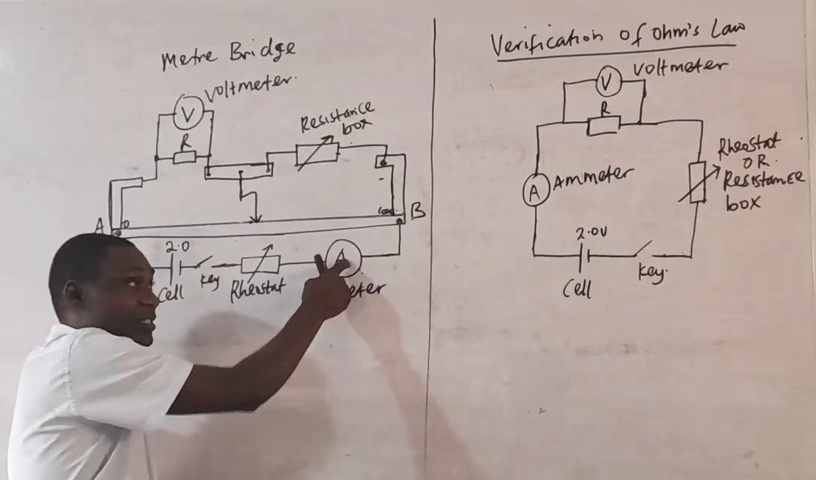 Metre Bridge
Voltmeter.
V
R
Resistance
box
A
0
B
2.0
Cell
Key
Rheostat
A
Verification of Ohm's Law
V
Voltmeter
R
A
Ammeter
Rheostat
OR
Resistance
box
2.0V
Cell
Key.